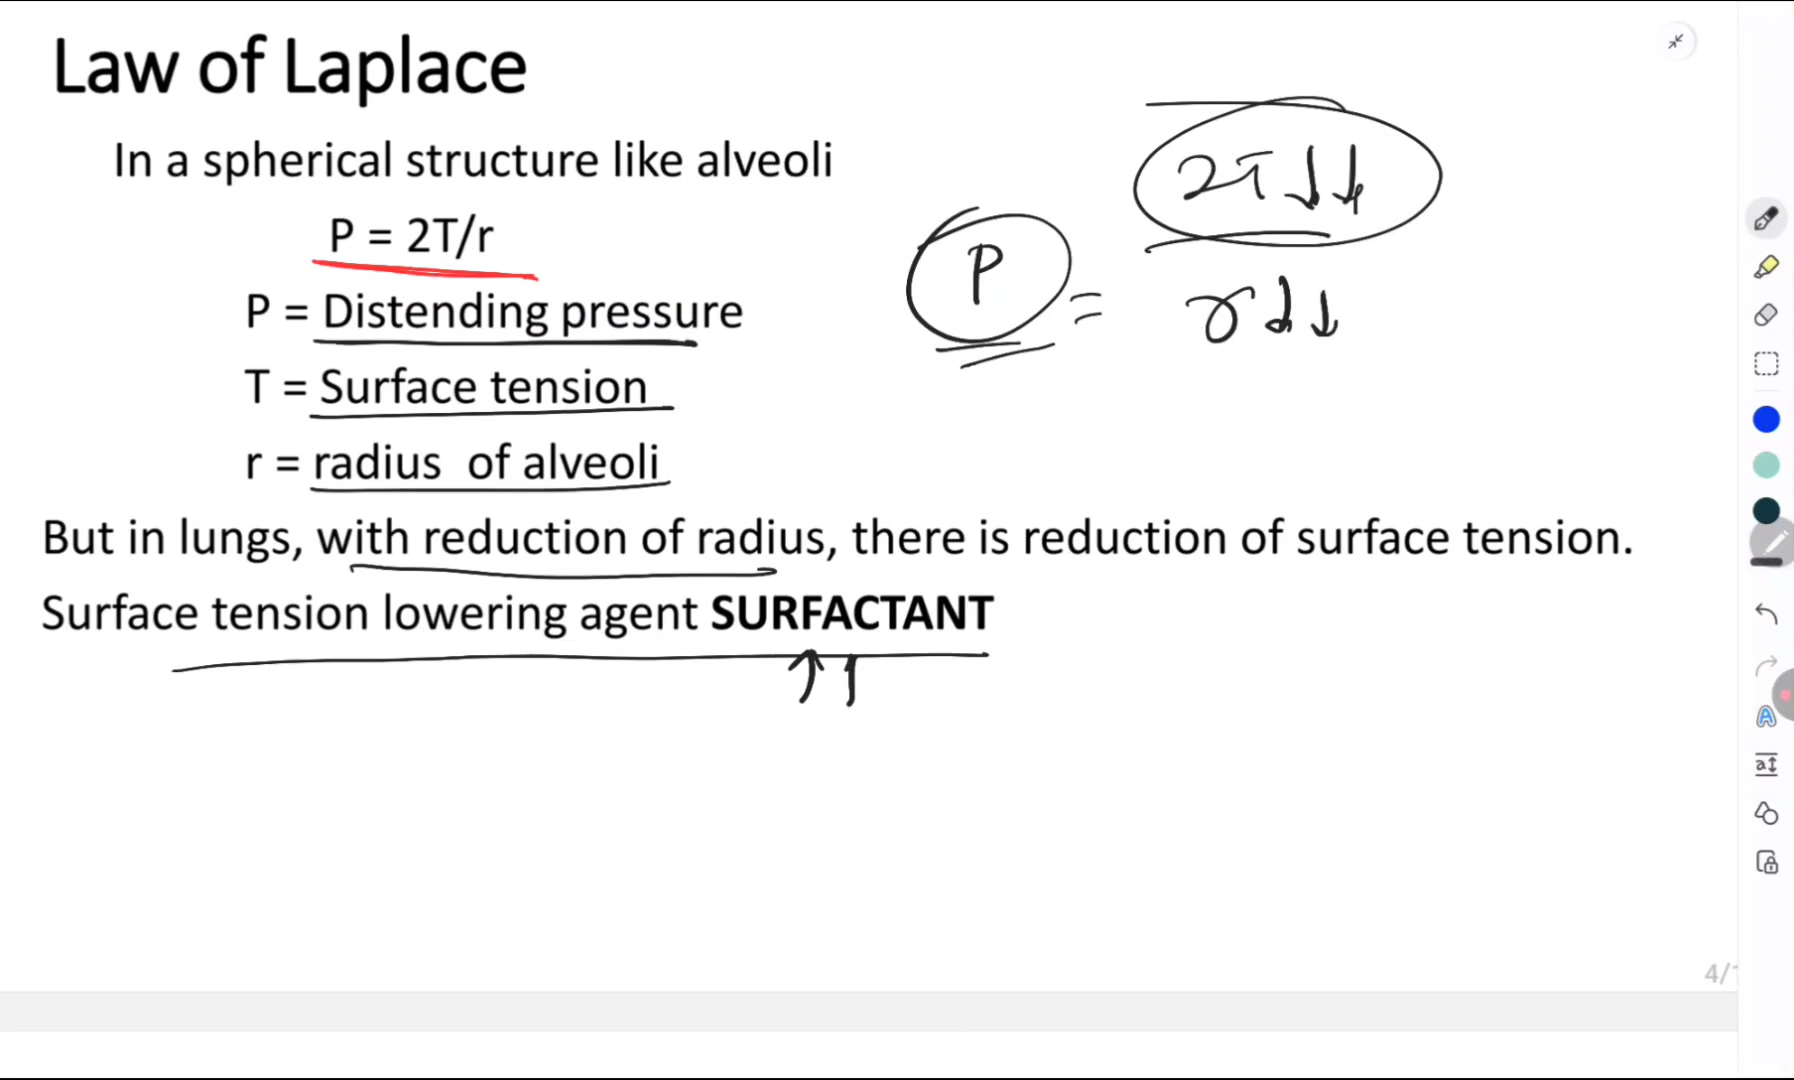 Law of Laplace
In a spherical structure like alveoli
P = 2T/r
P = Distending pressure
T = Surface tension
r = radius of alveoli
But in lungs, with reduction of radius, there is reduction of surface tension.
Surface tension lowering agent SURFACTANT
↑↑
P = 2T↓↓
r↓↓
4/